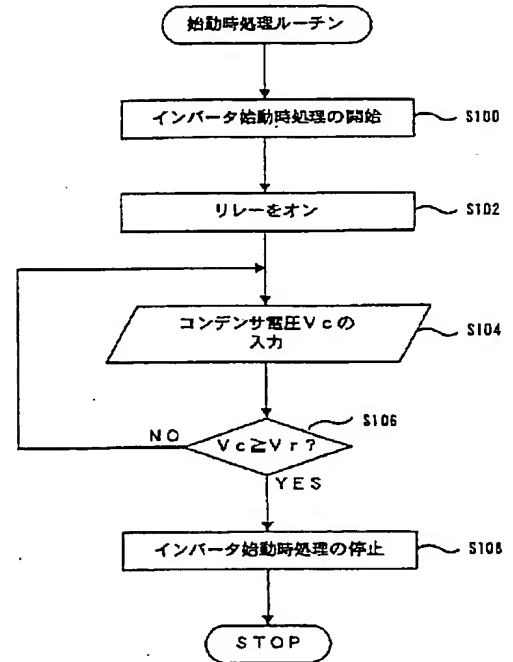 始動時処理ルーチン
インバータ始動時処理の開始
S100
リレーをオン
S102
コンデンサ電圧Vcの
入力
S104
S106
Vc≧Vr?
NO
YES
インバータ始動時処理の停止
S108
STOP